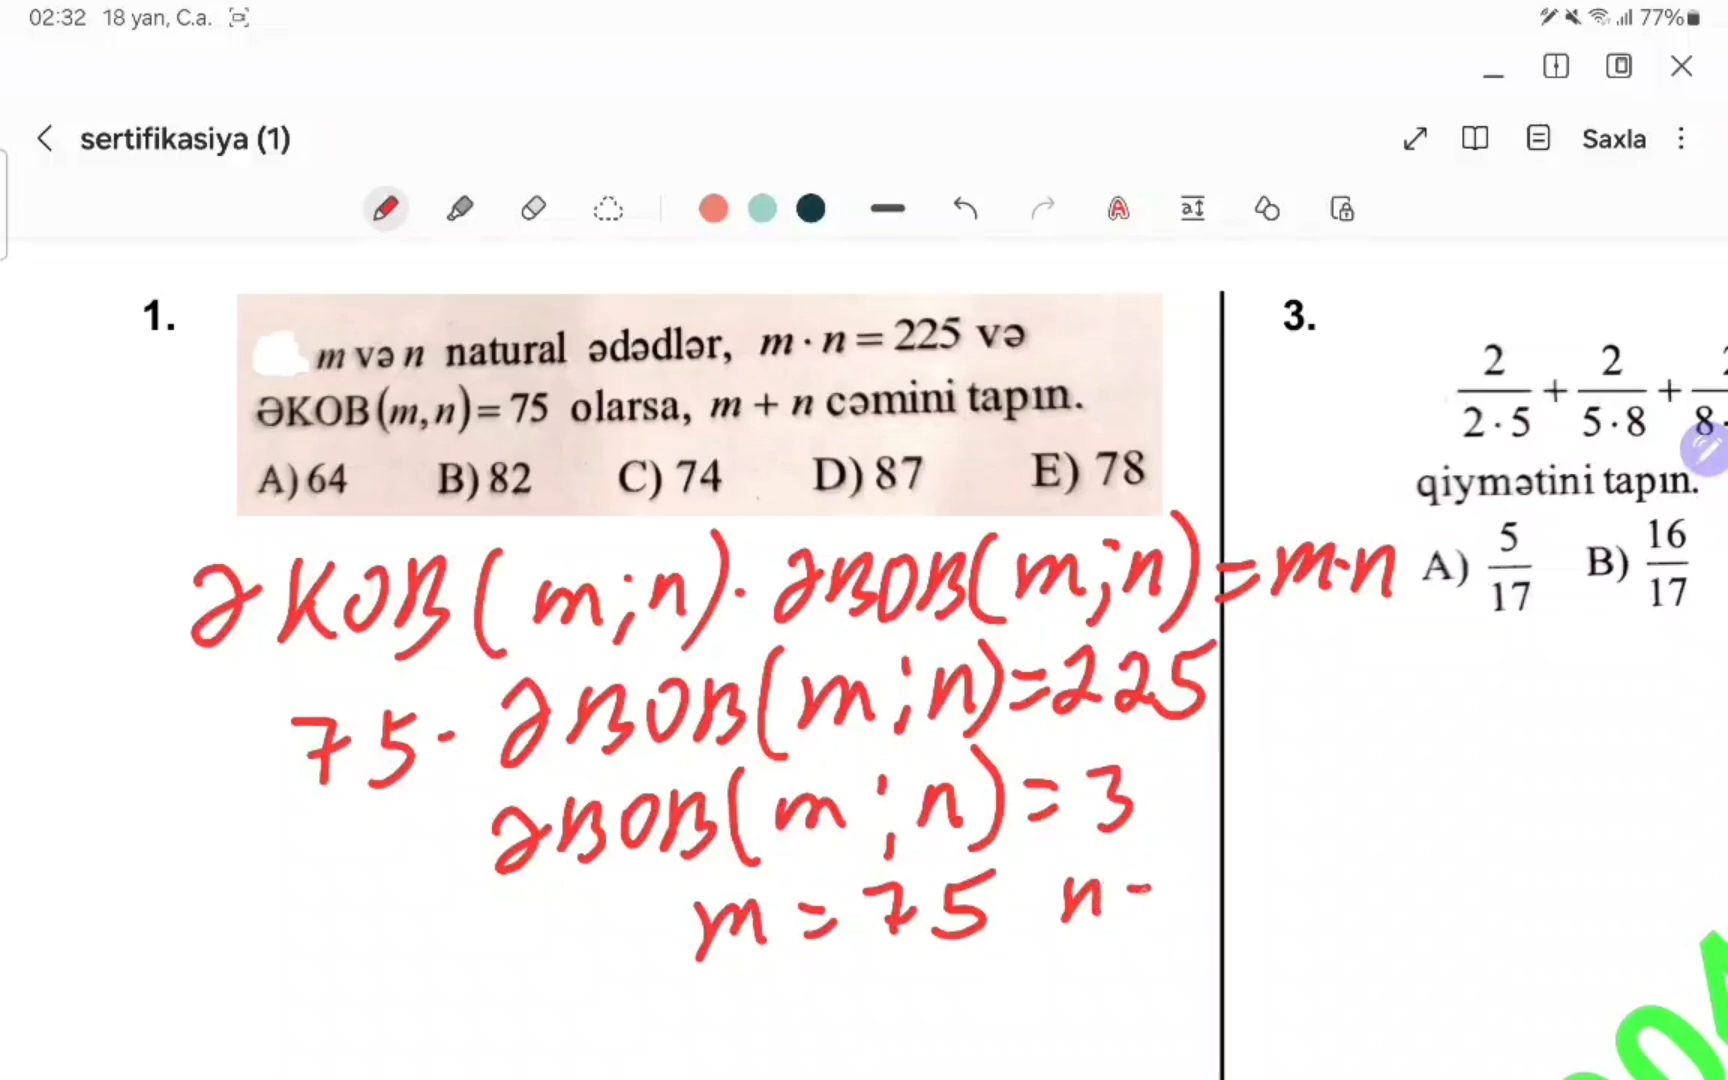 02:32 18 yan, C.a. 77%
sertifikasiya (1) Saxla
1.
m və n natural ədədlər, m · n = 225 və
ƏKOB(m, n) = 75 olarsa, m + n cəmini tapın.
A) 64 B) 82 C) 74 D) 87 E) 78
ƏKOB(m;n)·ƏBOB(m;n)=m·n
75·ƏBOB(m;n)=225
ƏBOB(m;n)=3
m=75 n-
3.
2/2·5 + 2/5·8 + 8
qiymətini tapın.
A) 5/17 B) 16/17